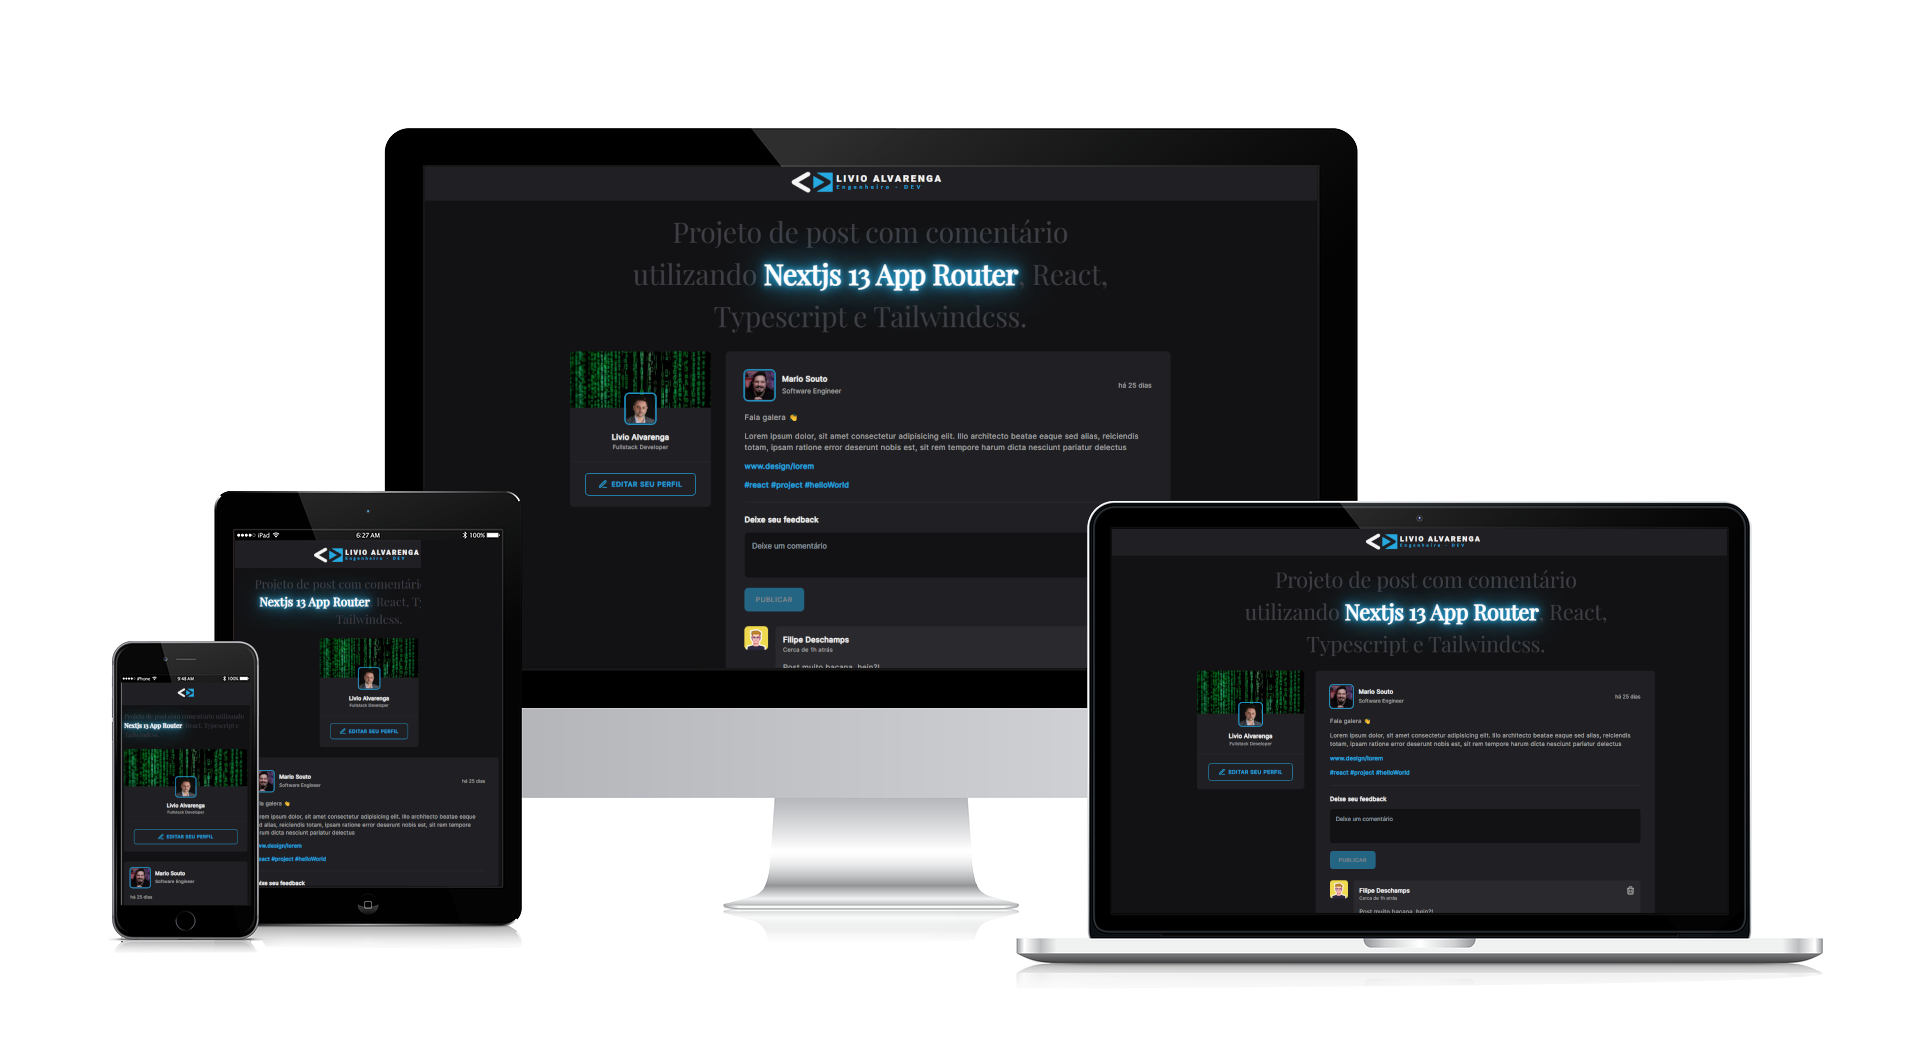 LIVIO ALVARENGA
Engenheiro - DEV
Projeto de post com comentário
utilizando Nextjs 13 App Router, React,
Typescript e Tailwindcss.
Livio Alvarenga
Fullstack Developer
EDITAR SEU PERFIL
Mario Souto
Software Engineer
há 25 dias
Fala galera
Lorem ipsum dolor, sit amet consectetur adipisicing elit. Illo architecto beatae eaque sed alias, reiciendis
totam, ipsam ratione error deserunt nobis est, sit rem tempore harum dicta nesciunt pariatur delectus
www.design/lorem
#react #project #helloWorld
Deixe seu feedback
Deixe um comentário
PUBLICAR
Filipe Deschamps
Cerca de 1h atrás
Post muito bacana, hein?!
iPad
6:27 AM
100%
LIVIO ALVARENGA
Engenheiro - DEV
Projeto de post com comentári
Nextjs 13 App Router, React, T
Tailwindcss.
Livio Alvarenga
Fullstack Developer
EDITAR SEU PERFIL
Mario Souto
Software Engineer
há 25 dias
la galera
rem ipsum dolor, sit amet consectetur adipisicing elit. Illo architecto beatae eaque
d alias, reiciendis totam, ipsam ratione error deserunt nobis est, sit rem tempore
rum dicta nesciunt pariatur delectus
ww.design/lorem
eact #project #helloWorld
ixe seu feedback
iPhone
9:48 AM
100%
Projeto de post com comentário utilizando
Nextjs 13 App Router, React, Typescript e
Tailwindcss.
Livio Alvarenga
Fullstack Developer
EDITAR SEU PERFIL
Mario Souto
Software Engineer
há 25 dias
LIVIO ALVARENGA
Engenheiro - DEV
Projeto de post com comentário
utilizando Nextjs 13 App Router, React,
Typescript e Tailwindcss.
Livio Alvarenga
Fullstack Developer
EDITAR SEU PERFIL
Mario Souto
Software Engineer
há 25 dias
Fala galera
Lorem ipsum dolor, sit amet consectetur adipisicing elit. Illo architecto beatae eaque sed alias, reiciendis
totam, ipsam ratione error deserunt nobis est, sit rem tempore harum dicta nesciunt pariatur delectus
www.design/lorem
#react #project #helloWorld
Deixe seu feedback
Deixe um comentário
PUBLICAR
Filipe Deschamps
Cerca de 1h atrás
Post muito bacana, hein?!